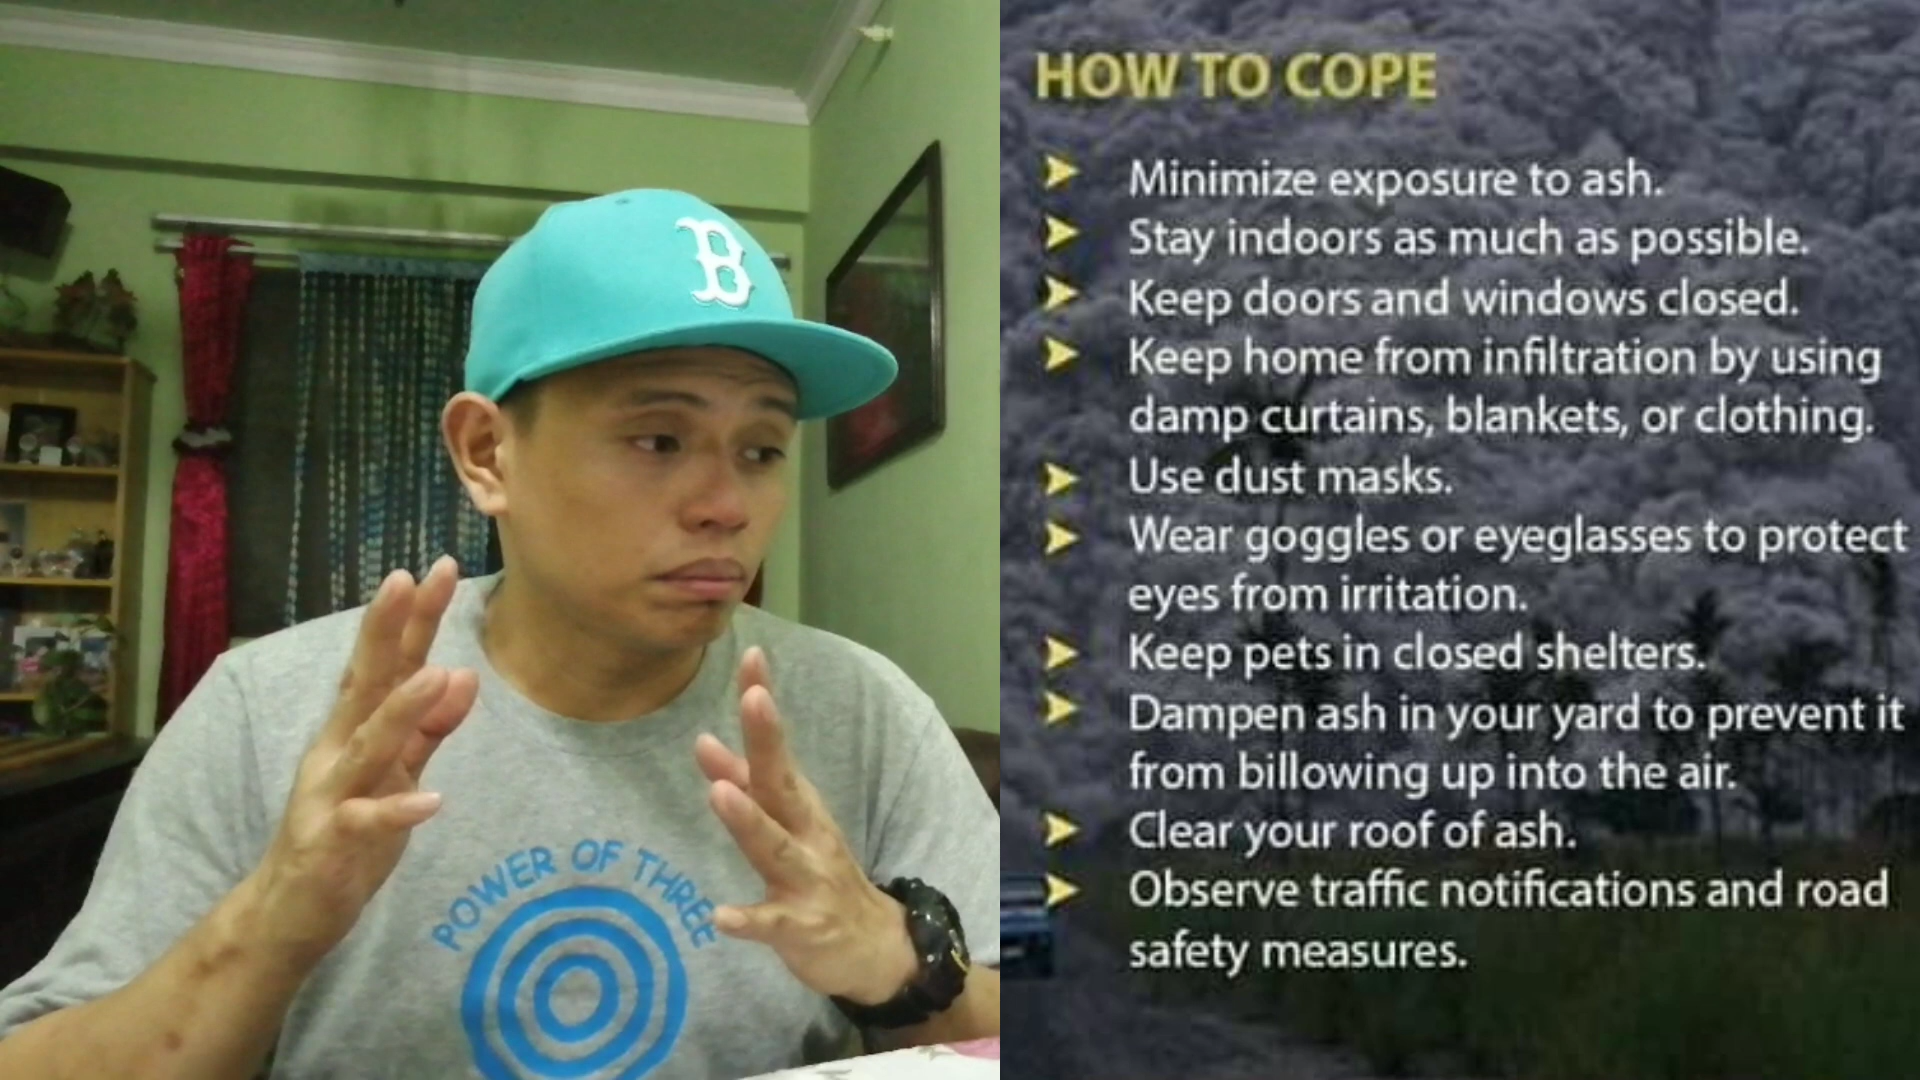 B
POWER OF THREE
HOW TO COPE
Minimize exposure to ash.
Stay indoors as much as possible.
Keep doors and windows closed.
Keep home from infiltration by using
damp curtains, blankets, or clothing.
Use dust masks.
Wear goggles or eyeglasses to protect
eyes from irritation.
Keep pets in closed shelters.
Dampen ash in your yard to prevent it
from billowing up into the air.
Clear your roof of ash.
Observe traffic notifications and road
safety measures.